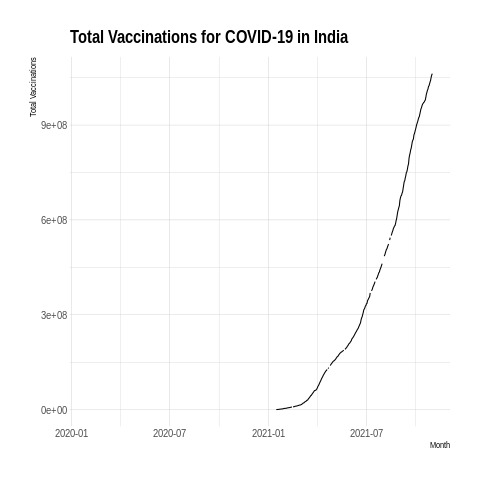 Total Vaccinations for COVID-19 in India
Total Vaccinations
9e+08
6e+08
3e+08
0e+00
2020-01 2020-07 2021-01 2021-07
Month